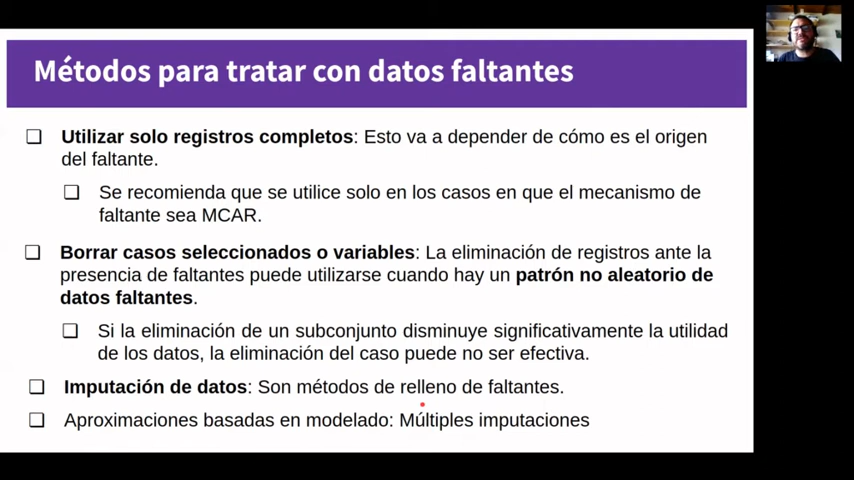 Métodos para tratar con datos faltantes
❏ Utilizar solo registros completos: Esto va a depender de cómo es el origen
del faltante.
❏ Se recomienda que se utilice solo en los casos en que el mecanismo de
faltante sea MCAR.
❏ Borrar casos seleccionados o variables: La eliminación de registros ante la
presencia de faltantes puede utilizarse cuando hay un patrón no aleatorio de
datos faltantes.
❏ Si la eliminación de un subconjunto disminuye significativamente la utilidad
de los datos, la eliminación del caso puede no ser efectiva.
❏ Imputación de datos: Son métodos de relleno de faltantes.
❏ Aproximaciones basadas en modelado: Múltiples imputaciones